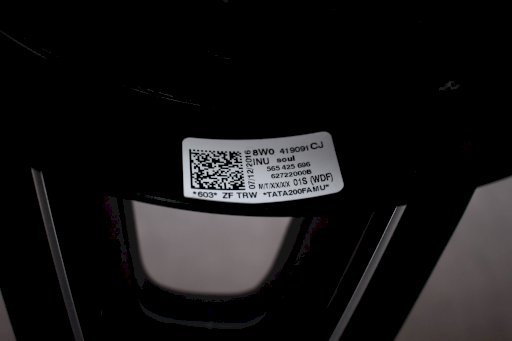 8W0 419091 CJ
INU soul
565 425 696
62722000B
M/T/XX/XX 01S (WDF)
07/12/2016
*603* ZF TRW *TATA200FAMU*